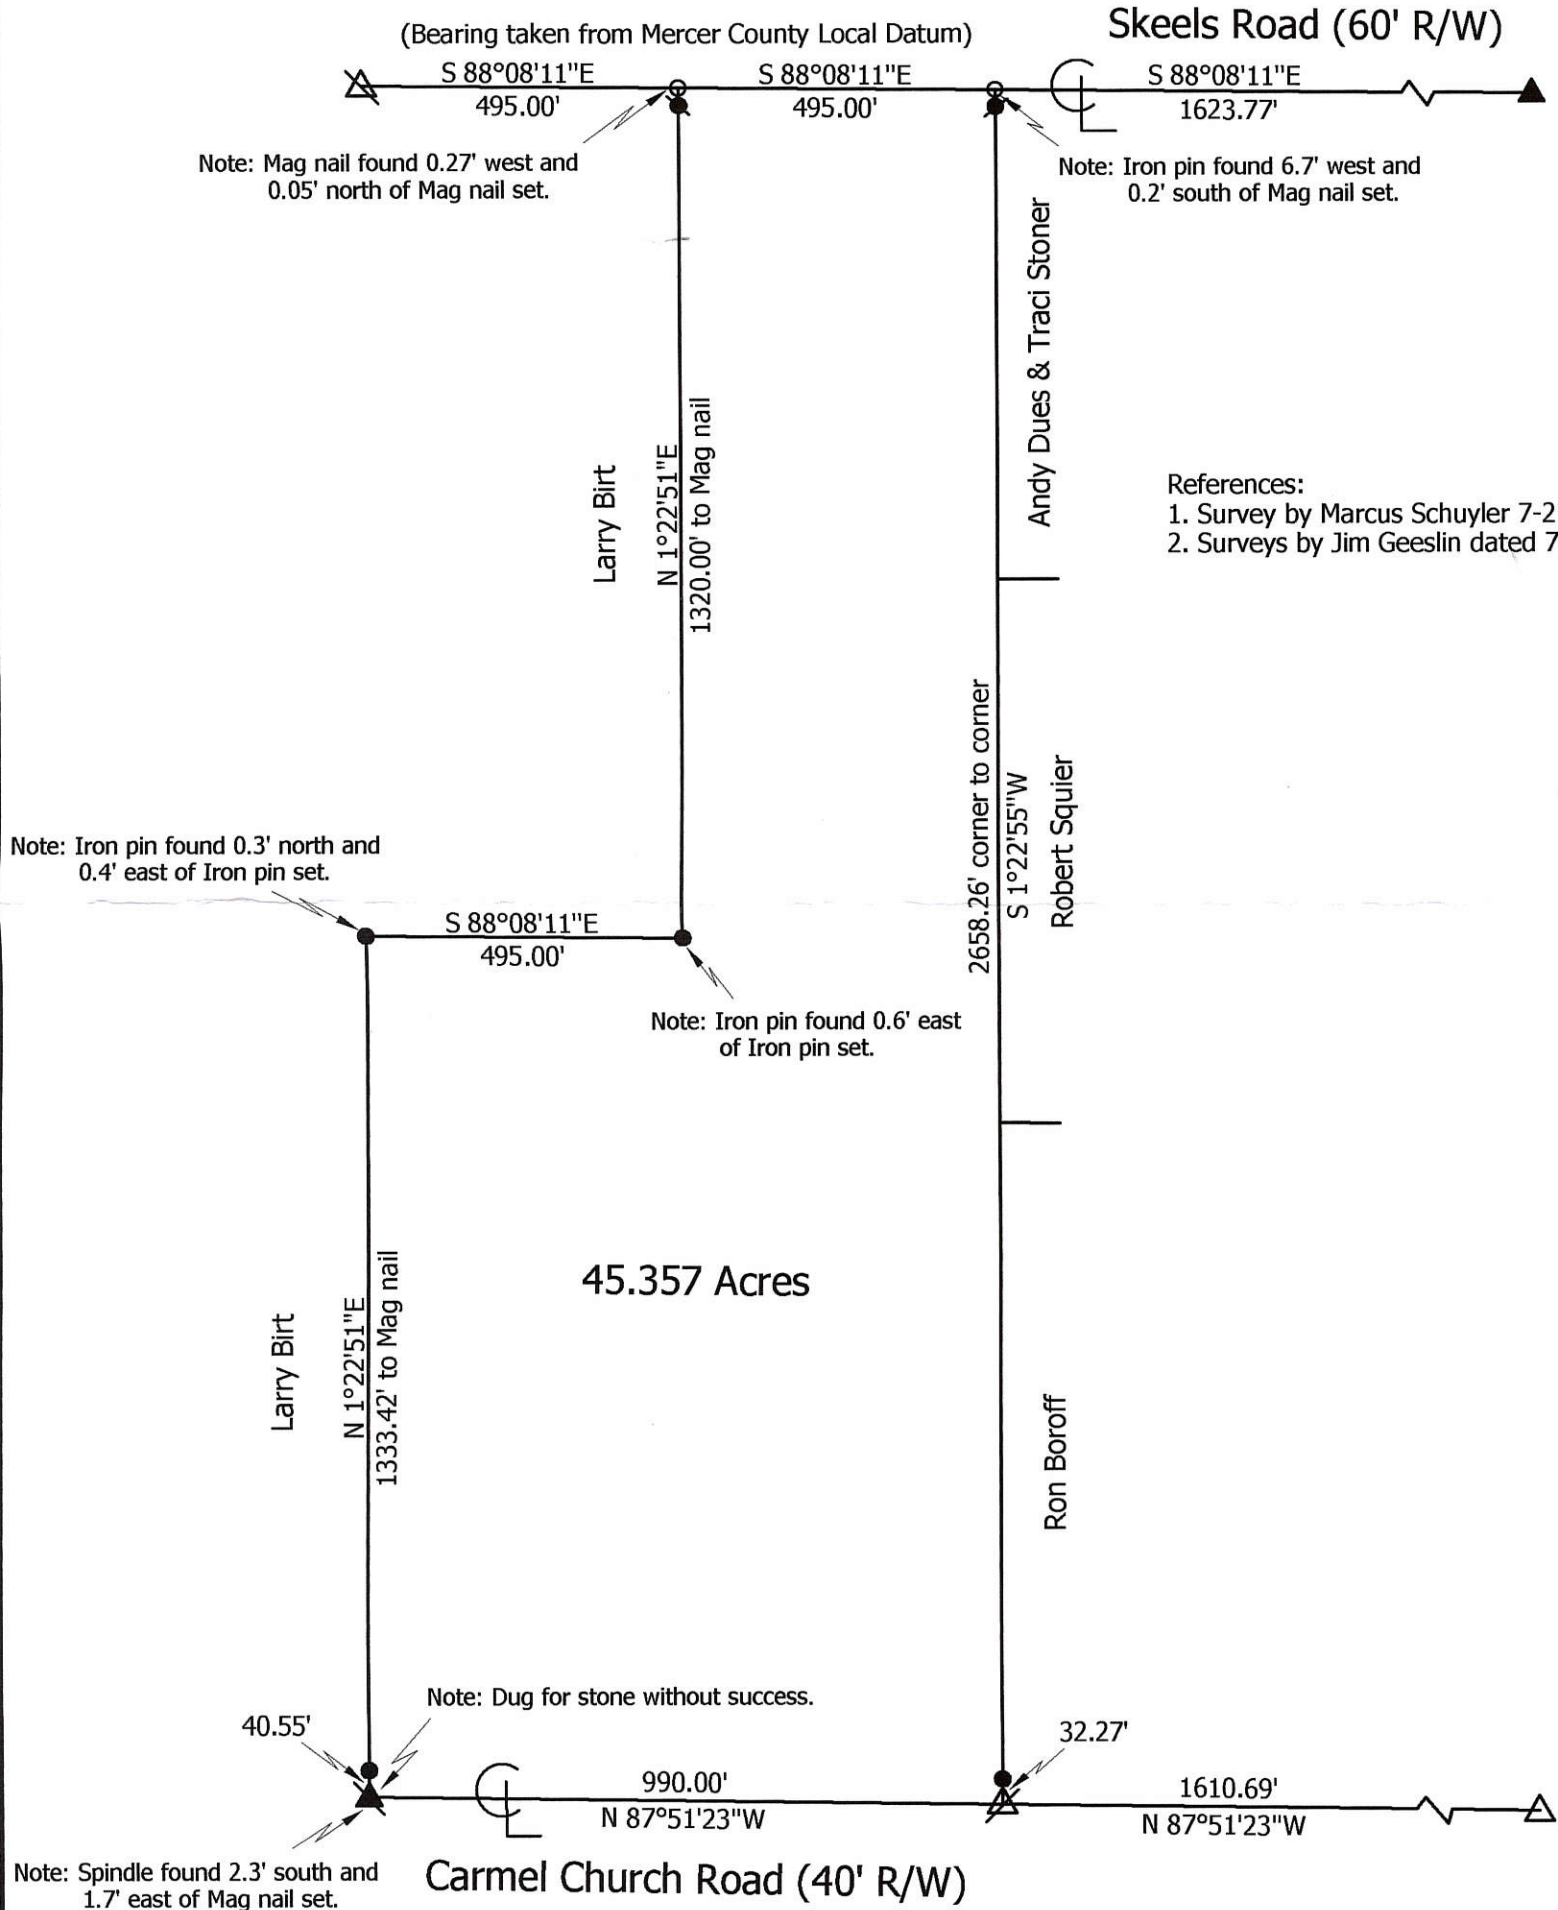 Skeels Road (60' R/W)
(Bearing taken from Mercer County Local Datum)
S 88°08'11"E
495.00'
S 88°08'11"E
495.00'
S 88°08'11"E
1623.77'
Note: Mag nail found 0.27' west and
0.05' north of Mag nail set.
Note: Iron pin found 6.7' west and
0.2' south of Mag nail set.
Andy Dues & Traci Stoner
Larry Birt
N 1°22'51"E
1320.00' to Mag nail
References:
1. Survey by Marcus Schuyler 7-2
2. Surveys by Jim Geeslin dated 7
2658.26' corner to corner
S 1°22'55"W
Robert Squier
Note: Iron pin found 0.3' north and
0.4' east of Iron pin set.
S 88°08'11"E
495.00'
Note: Iron pin found 0.6' east
of Iron pin set.
45.357 Acres
Larry Birt
N 1°22'51"E
1333.42' to Mag nail
Ron Boroff
Note: Dug for stone without success.
40.55'
32.27'
CL
990.00'
N 87°51'23"W
1610.69'
N 87°51'23"W
Note: Spindle found 2.3' south and
1.7' east of Mag nail set.
Carmel Church Road (40' R/W)
CL